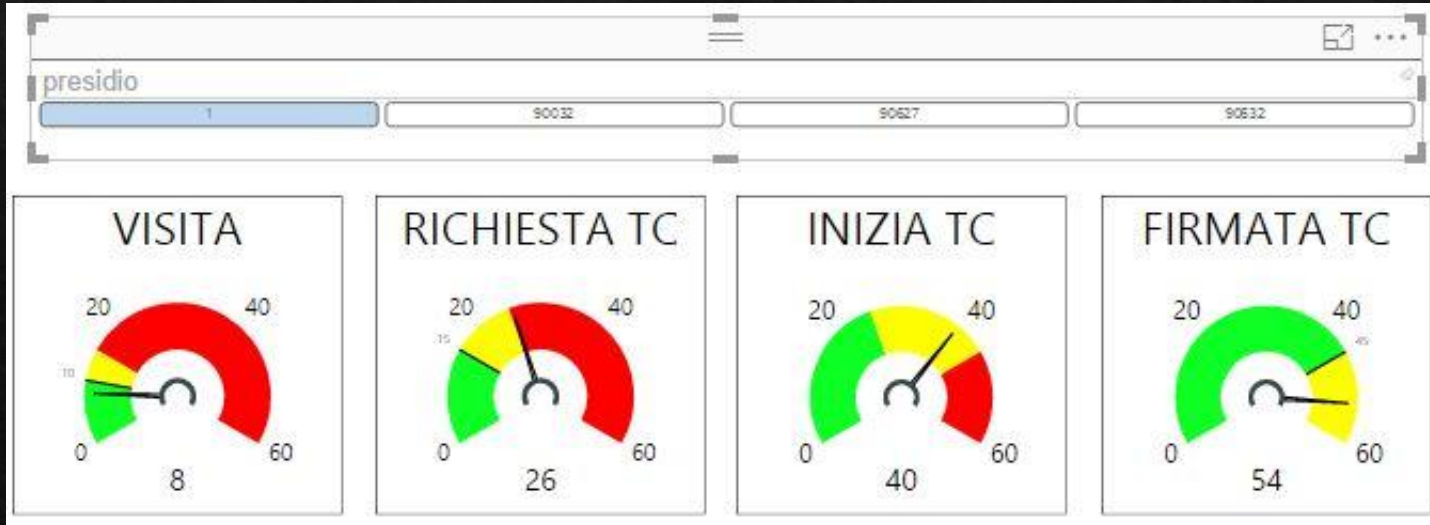 presidio
1 90032 90627 90632
VISITA RICHIESTA TC INIZIA TC FIRMATA TC
20 40 20 40 20 40 20 40
10 15 45
0 60 0 60 0 60 0 60
8 26 40 54